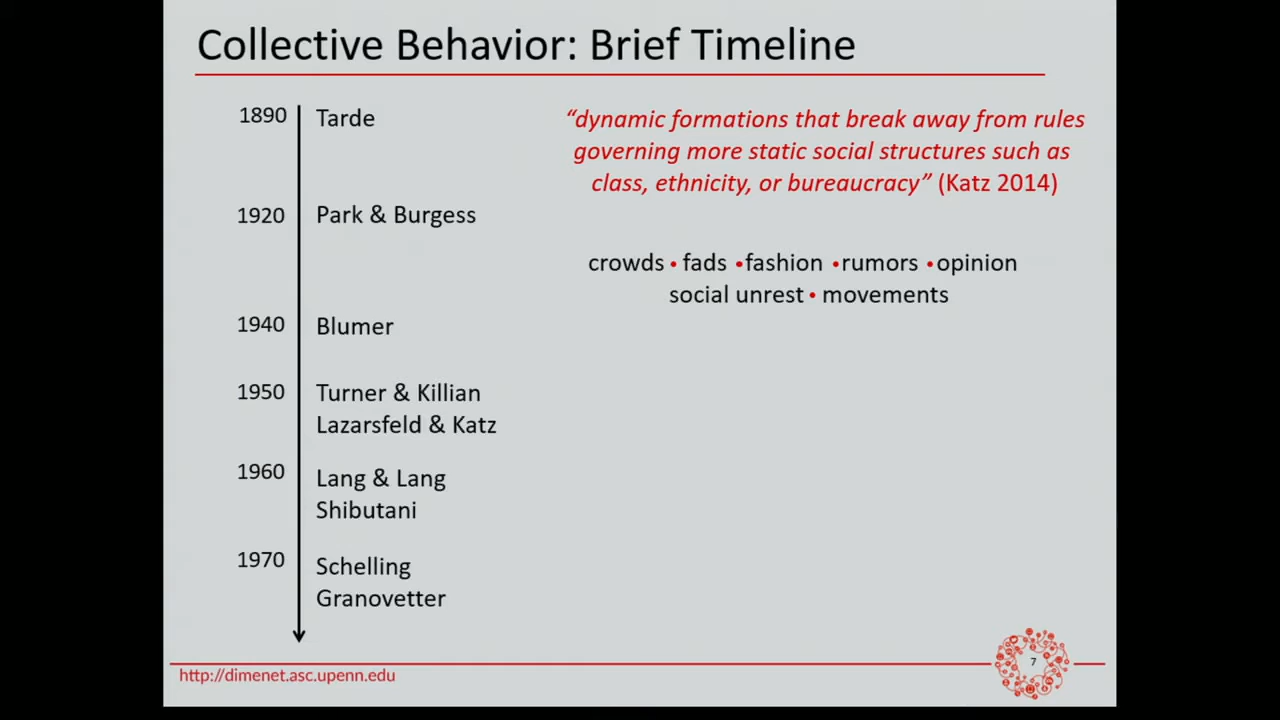 Collective Behavior: Brief Timeline
1890 Tarde
"dynamic formations that break away from rules
governing more static social structures such as
class, ethnicity, or bureaucracy" (Katz 2014)
1920 Park & Burgess
crowds • fads •fashion •rumors •opinion
social unrest • movements
1940 Blumer
1950 Turner & Killian
Lazarsfeld & Katz
1960 Lang & Lang
Shibutani
1970 Schelling
Granovetter
http://dimenet.asc.upenn.edu
7